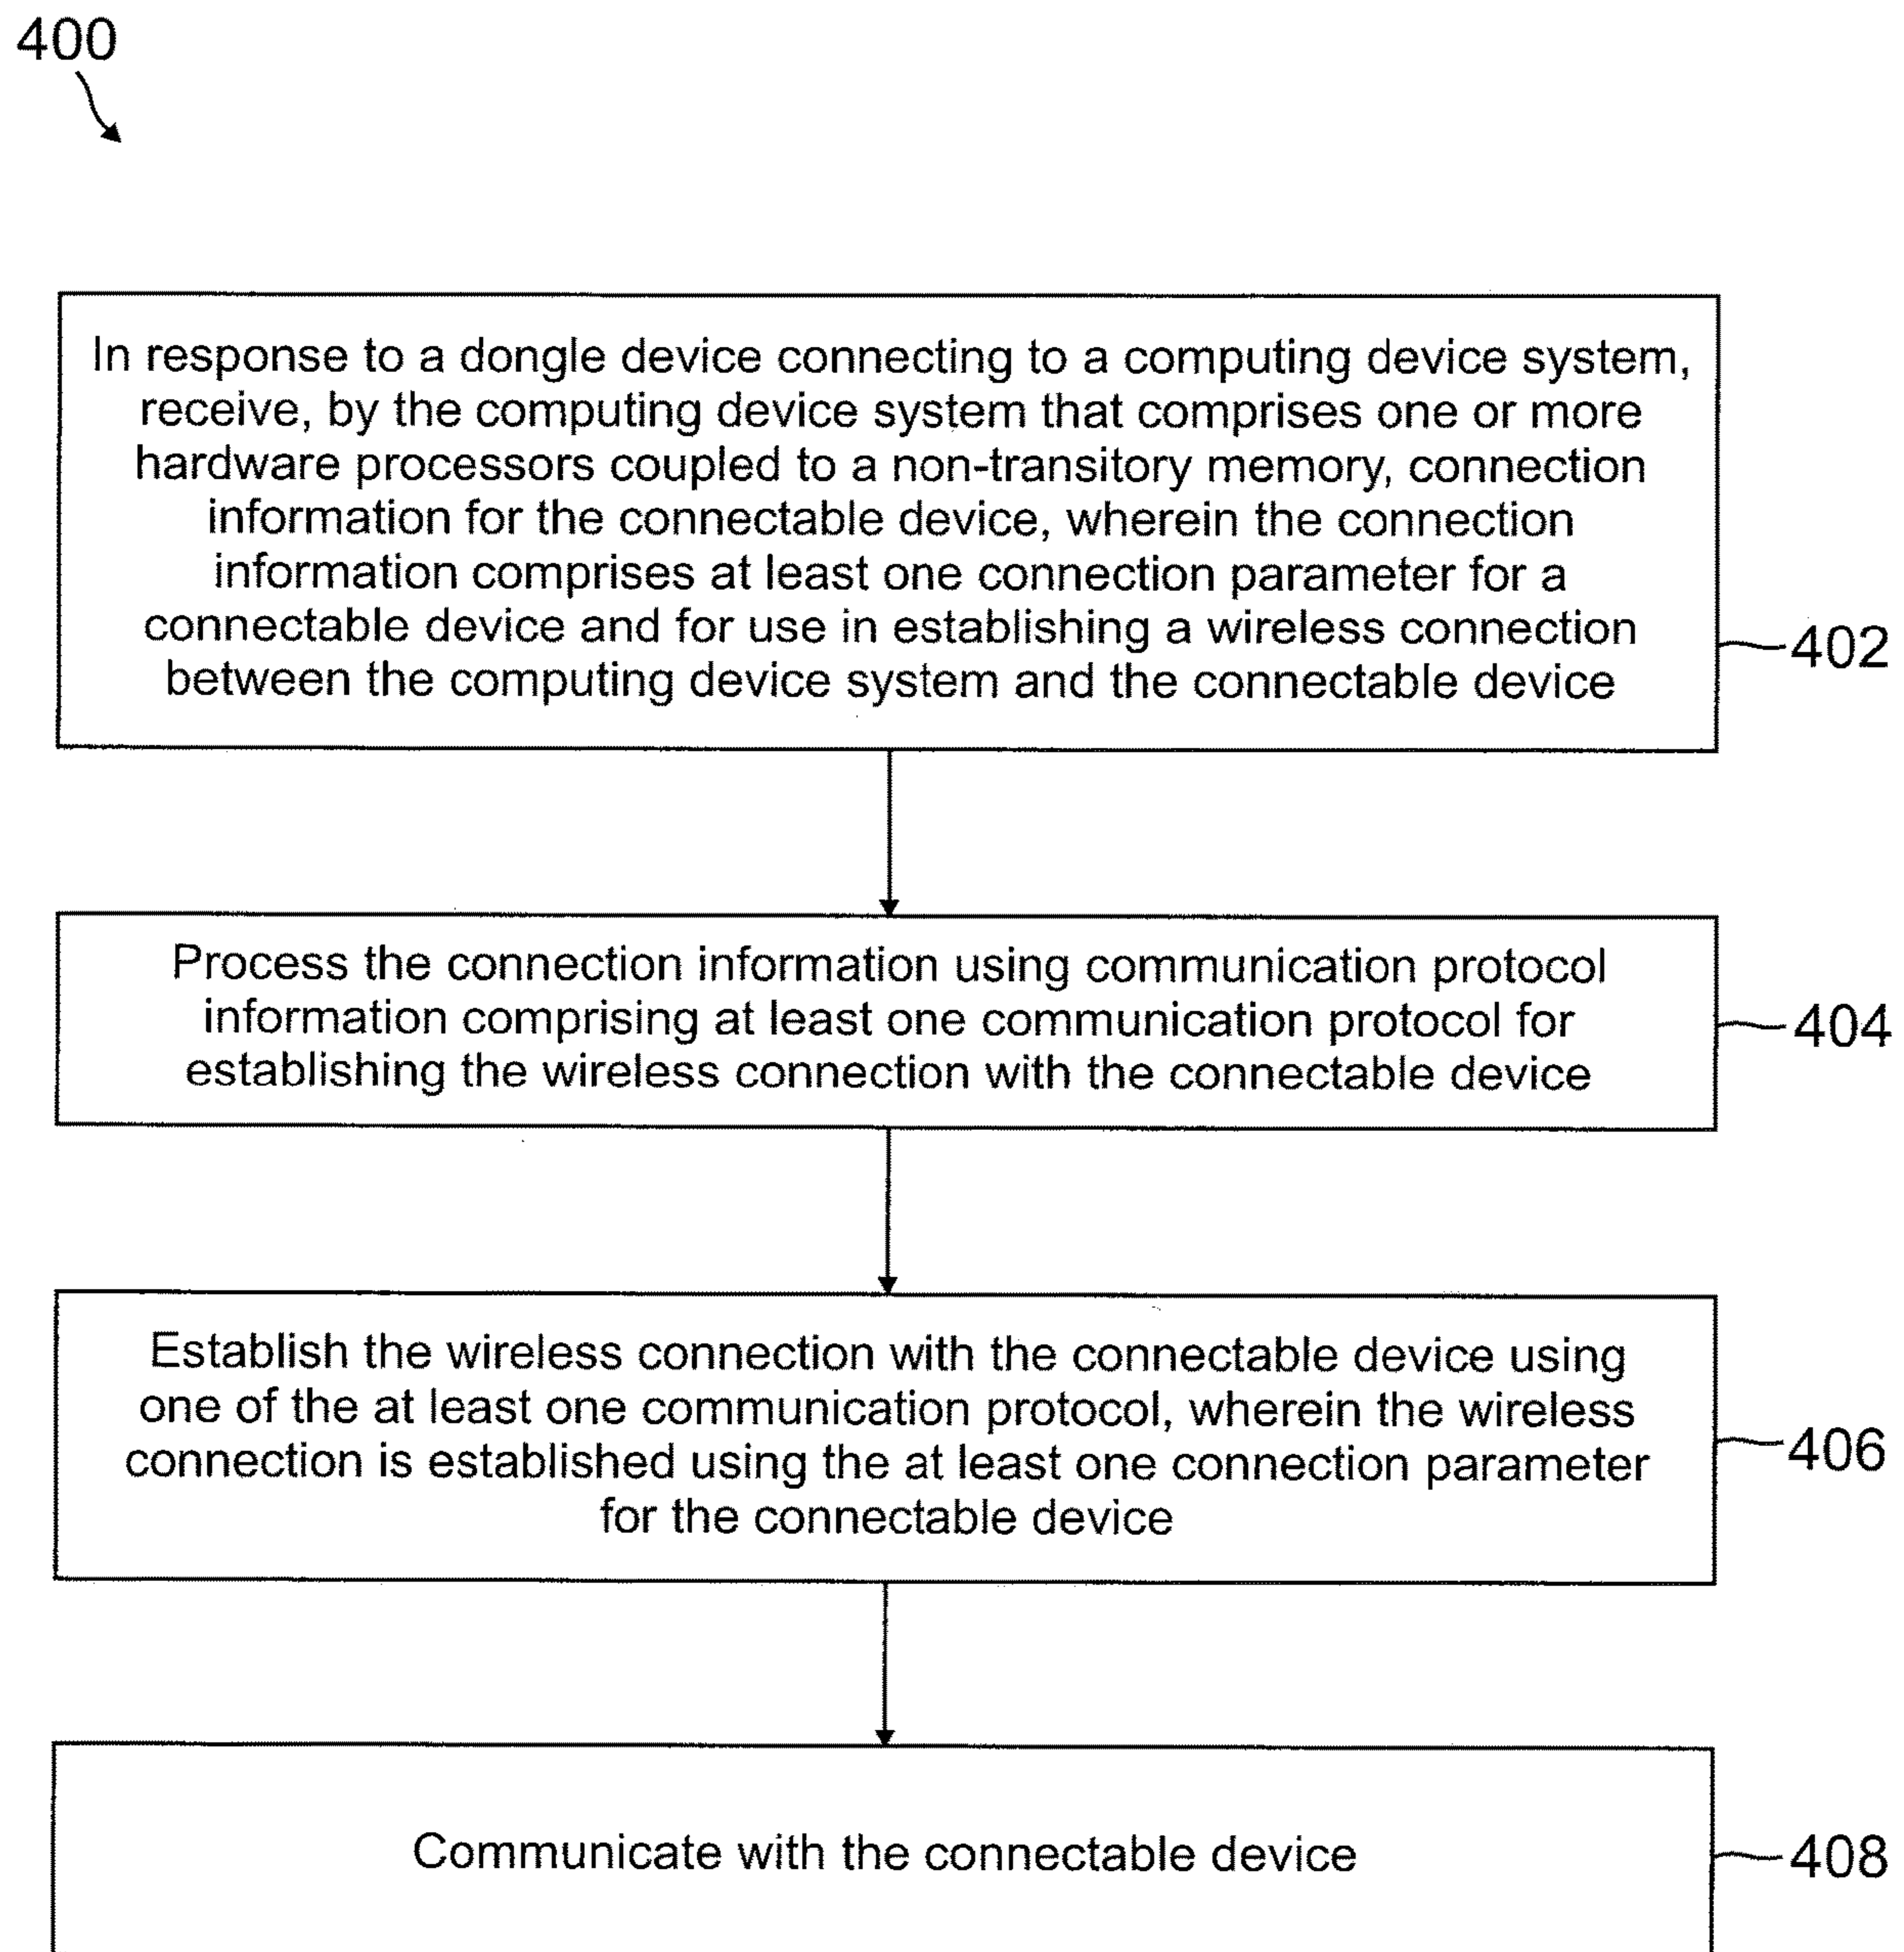 400
In response to a dongle device connecting to a computing device system,
receive, by the computing device system that comprises one or more
hardware processors coupled to a non-transitory memory, connection
information for the connectable device, wherein the connection
information comprises at least one connection parameter for a
connectable device and for use in establishing a wireless connection
between the computing device system and the connectable device
402
Process the connection information using communication protocol
information comprising at least one communication protocol for
establishing the wireless connection with the connectable device
404
Establish the wireless connection with the connectable device using
one of the at least one communication protocol, wherein the wireless
connection is established using the at least one connection parameter
for the connectable device
406
Communicate with the connectable device
408